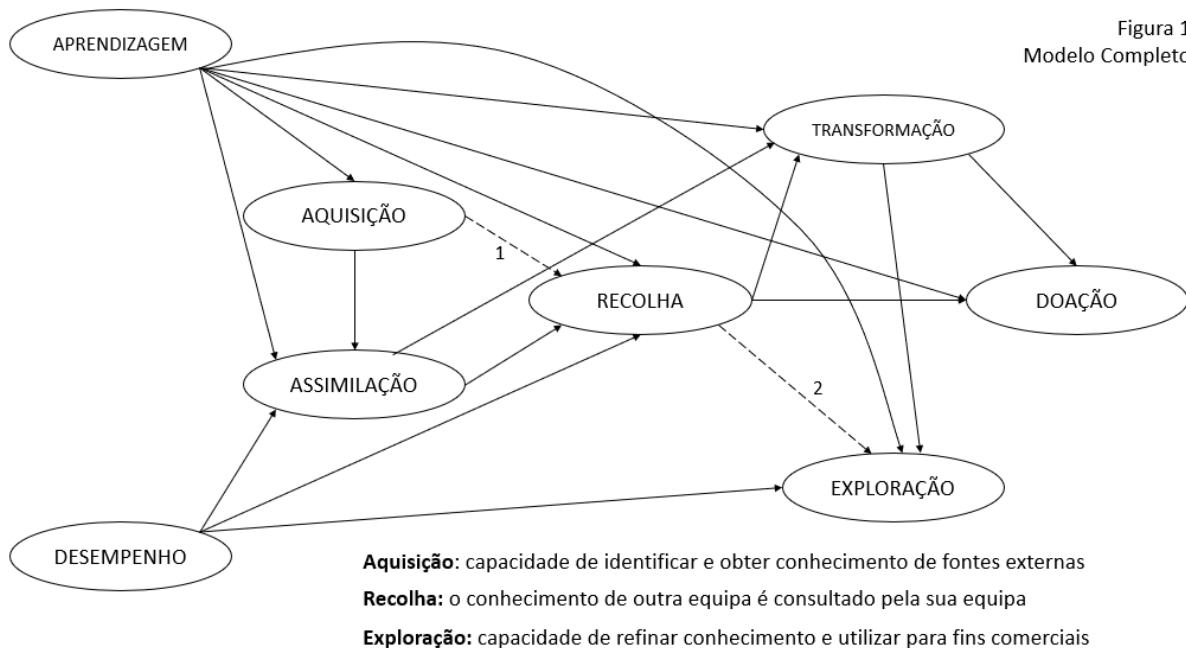 Figura 1
Modelo Completo
APRENDIZAGEM
TRANSFORMAÇÃO
AQUISIÇÃO
1
RECOLHA
DOAÇÃO
ASSIMILAÇÃO
2
EXPLORAÇÃO
DESEMPENHO
Aquisição: capacidade de identificar e obter conhecimento de fontes externas
Recolha: o conhecimento de outra equipa é consultado pela sua equipa
Exploração: capacidade de refinar conhecimento e utilizar para fins comerciais